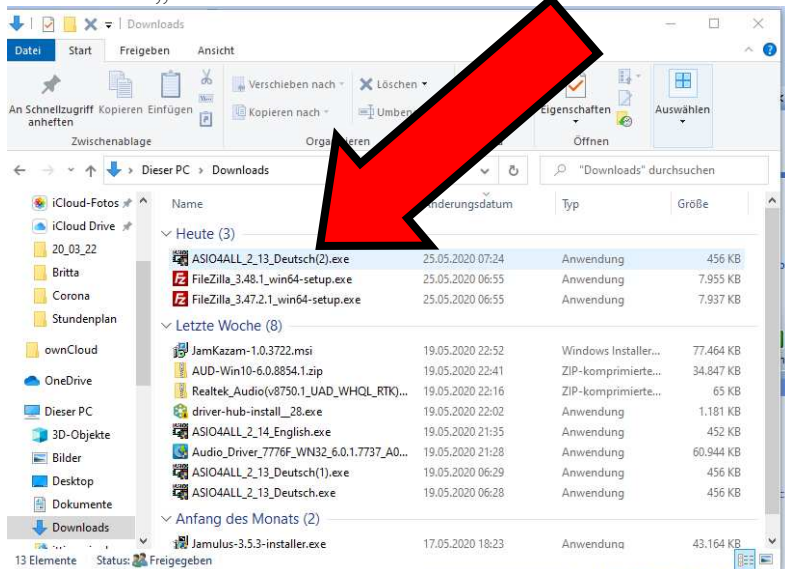 Downloads
Datei Start Freigeben Ansicht
An Schnellzugriff anheften
Kopieren
Einfügen
Verschieben nach
Kopieren nach
Löschen
Eigenschaften
Auswählen
Zwischenablage
Öffnen
Dieser PC > Downloads
"Downloads" durchsuchen
iCloud-Fotos
iCloud Drive
20_03_22
Britta
Corona
Stundenplan
ownCloud
OneDrive
Dieser PC
3D-Objekte
Bilder
Desktop
Dokumente
Downloads
Name Typ Größe
Heute (3)
ASIO4ALL_2_13_Deutsch(2).exe 25.05.2020 07:24 Anwendung 456 KB
FileZilla_3.48.1_win64-setup.exe 25.05.2020 06:55 Anwendung 7.955 KB
FileZilla_3.47.2.1_win64-setup.exe 25.05.2020 06:55 Anwendung 7.937 KB
Letzte Woche (8)
JamKazam-1.0.3722.msi 19.05.2020 22:52 Windows Installer... 77.464 KB
AUD-Win10-6.0.8854.1.zip 19.05.2020 22:41 ZIP-komprimierte... 34.847 KB
Realtek_Audio(v8750.1_UAD_WHQL_RTK)... 19.05.2020 22:16 ZIP-komprimierte... 65 KB
driver-hub-install__28.exe 19.05.2020 22:02 Anwendung 1.181 KB
ASIO4ALL_2_14_English.exe 19.05.2020 21:35 Anwendung 452 KB
Audio_Driver_7776F_WN32_6.0.1.7737_A0... 19.05.2020 21:28 Anwendung 60.944 KB
ASIO4ALL_2_13_Deutsch(1).exe 19.05.2020 06:29 Anwendung 456 KB
ASIO4ALL_2_13_Deutsch.exe 19.05.2020 06:28 Anwendung 456 KB
Anfang des Monats (2)
Jamulus-3.5.3-installer.exe 17.05.2020 18:23 Anwendung 43.164 KB
13 Elemente Status: Freigegeben